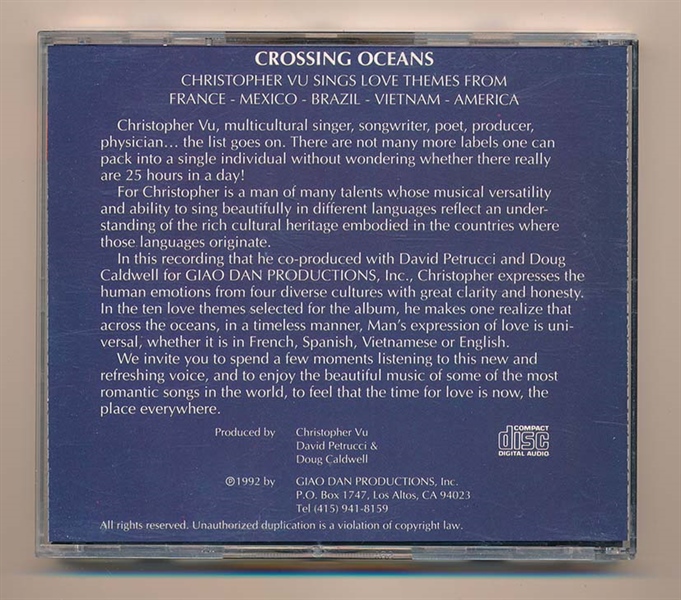 CROSSING OCEANS
CHRISTOPHER VU SINGS LOVE THEMES FROM
FRANCE - MEXICO - BRAZIL - VIETNAM - AMERICA
Christopher Vu, multicultural singer, songwriter, poet, producer,
physician... the list goes on. There are not many more labels one can
pack into a single individual without wondering whether there really
are 25 hours in a day!
For Christopher is a man of many talents whose musical versatility
and ability to sing beautifully in different languages reflect an under-
standing of the rich cultural heritage embodied in the countries where
those languages originate.
In this recording that he co-produced with David Petrucci and Doug
Caldwell for GIAO DAN PRODUCTIONS, Inc., Christopher expresses the
human emotions from four diverse cultures with great clarity and honesty.
In the ten love themes selected for the album, he makes one realize that
across the oceans, in a timeless manner, Man's expression of love is uni-
versal, whether it is in French, Spanish, Vietnamese or English.
We invite you to spend a few moments listening to this new and
refreshing voice, and to enjoy the beautiful music of some of the most
romantic songs in the world, to feel that the time for love is now, the
place everywhere.
Produced by Christopher Vu
David Petrucci &
Doug Caldwell
COMPACT
disc
DIGITAL AUDIO
℗1992 by GIAO DAN PRODUCTIONS, Inc.
P.O. Box 1747, Los Altos, CA 94023
Tel (415) 941-8159
All rights reserved. Unauthorized duplication is a violation of copyright law.